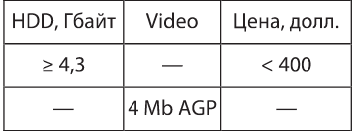 HDD, Гбайт Video Цена, долл.
≥ 4,3 — < 400
— 4 Mb AGP —